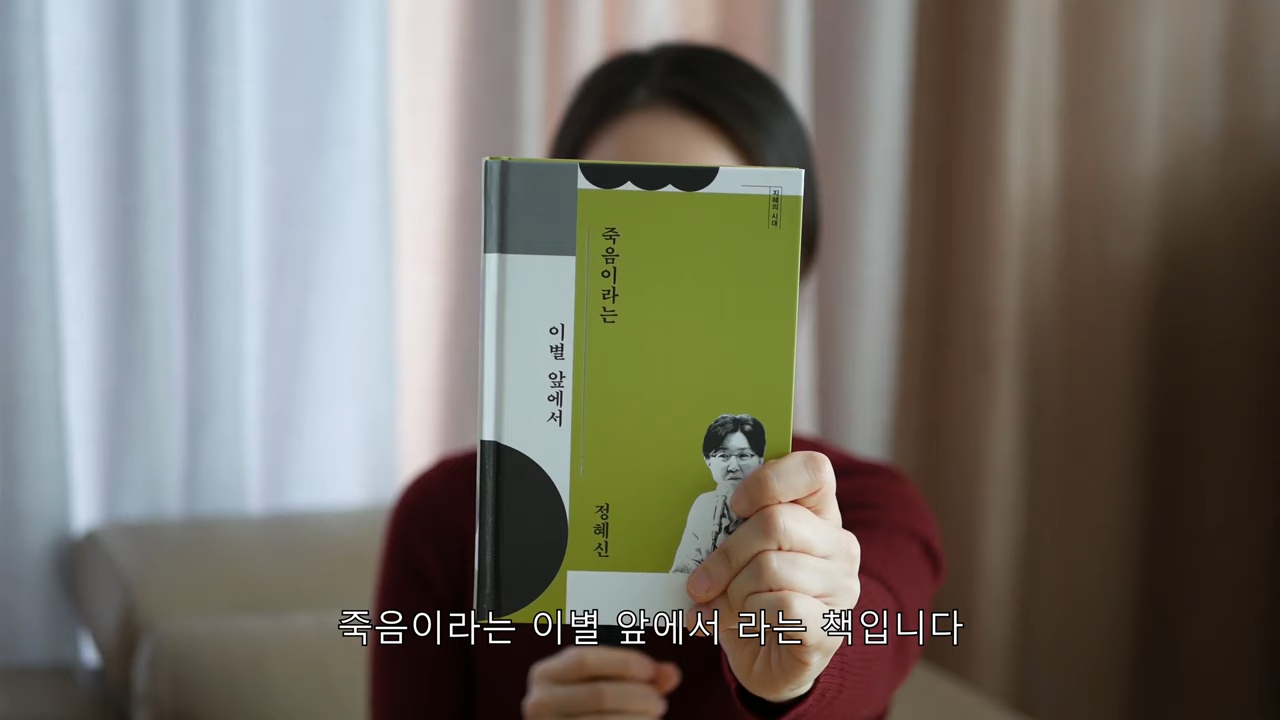 지혜의 시대
죽음이라는
이별 앞에서
정혜신
죽음이라는 이별 앞에서 라는 책입니다